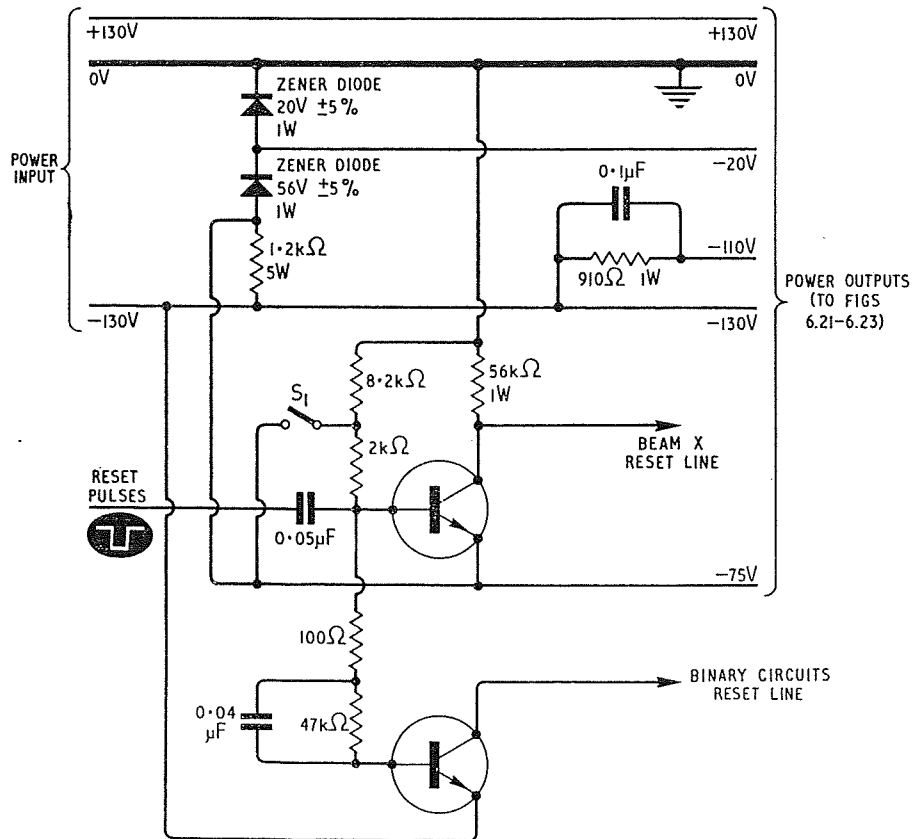 +130V
+130V
0V
0V
ZENER DIODE
20V ±5%
1W
POWER
INPUT
-20V
ZENER DIODE
56V ±5%
1W
0·1µF
1·2kΩ
5W
-110V
910Ω 1W
POWER OUTPUTS
(TO FIGS
6.21-6.23)
-130V
-130V
8·2kΩ
56kΩ
1W
S1
2kΩ
BEAM X
RESET LINE
RESET
PULSES
0·05µF
-75V
100Ω
BINARY CIRCUITS
RESET LINE
0·04
µF
47kΩ